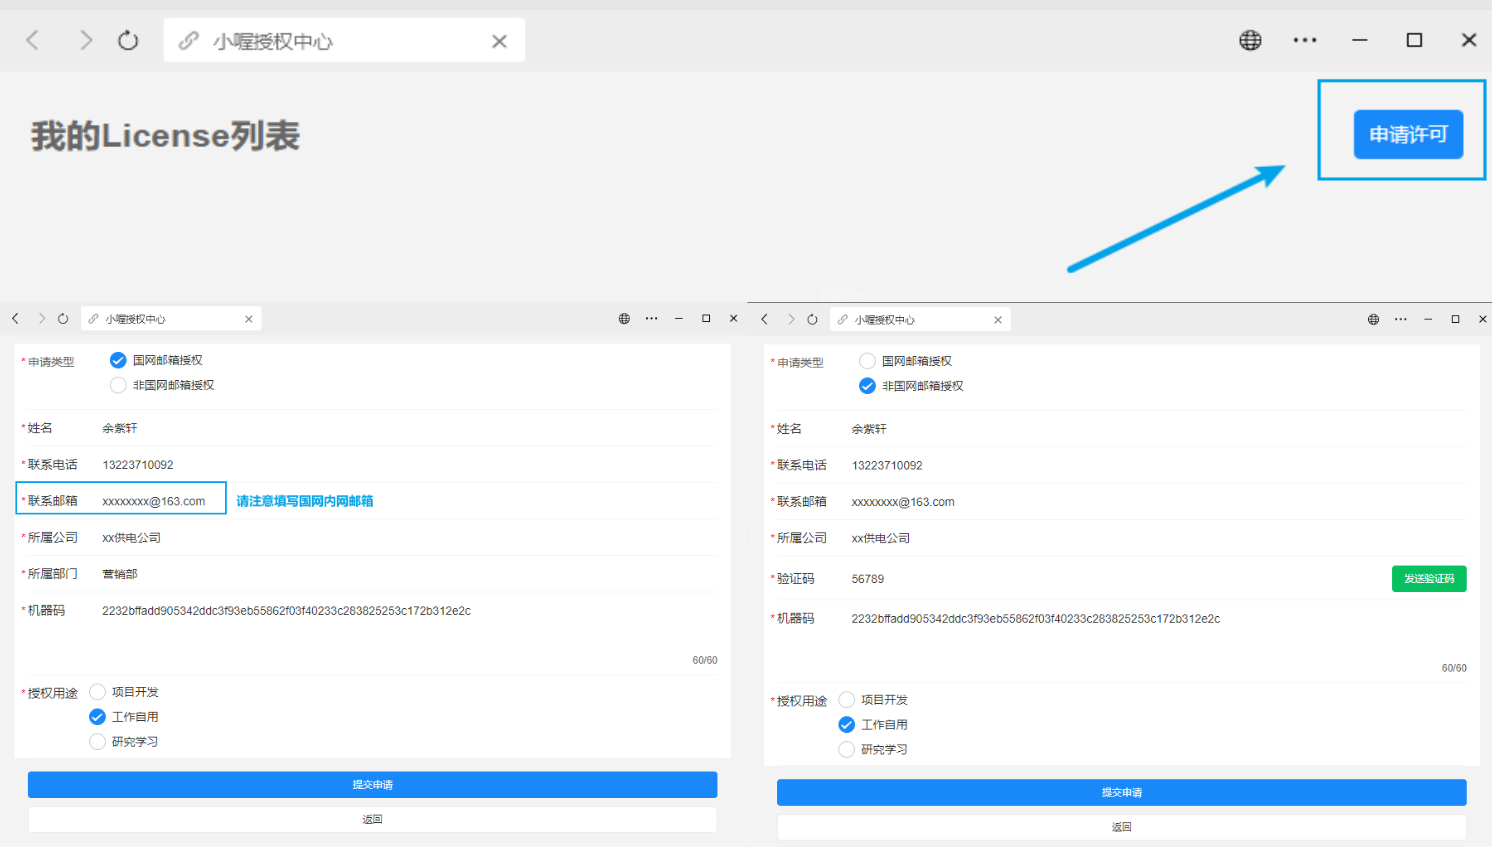 小喔授权中心
我的License列表
申请许可
小喔授权中心
*申请类型
国网邮箱授权
非国网邮箱授权
*姓名 余紫轩
*联系电话 13223710092
*联系邮箱 xxxxxxxx@163.com 请注意填写国网内网邮箱
*所属公司 xx供电公司
*所属部门 营销部
*机器码 2232bffadd905342ddc3f93eb55862f03f40233c283825253c172b312e2c
60/60
*授权用途
项目开发
工作自用
研究学习
提交申请
返回
小喔授权中心
*申请类型
国网邮箱授权
非国网邮箱授权
*姓名 余紫轩
*联系电话 13223710092
*联系邮箱 xxxxxxxx@163.com
*所属公司 xx供电公司
*验证码 56789 发送验证码
*机器码 2232bffadd905342ddc3f93eb55862f03f40233c283825253c172b312e2c
60/60
*授权用途
项目开发
工作自用
研究学习
提交申请
返回